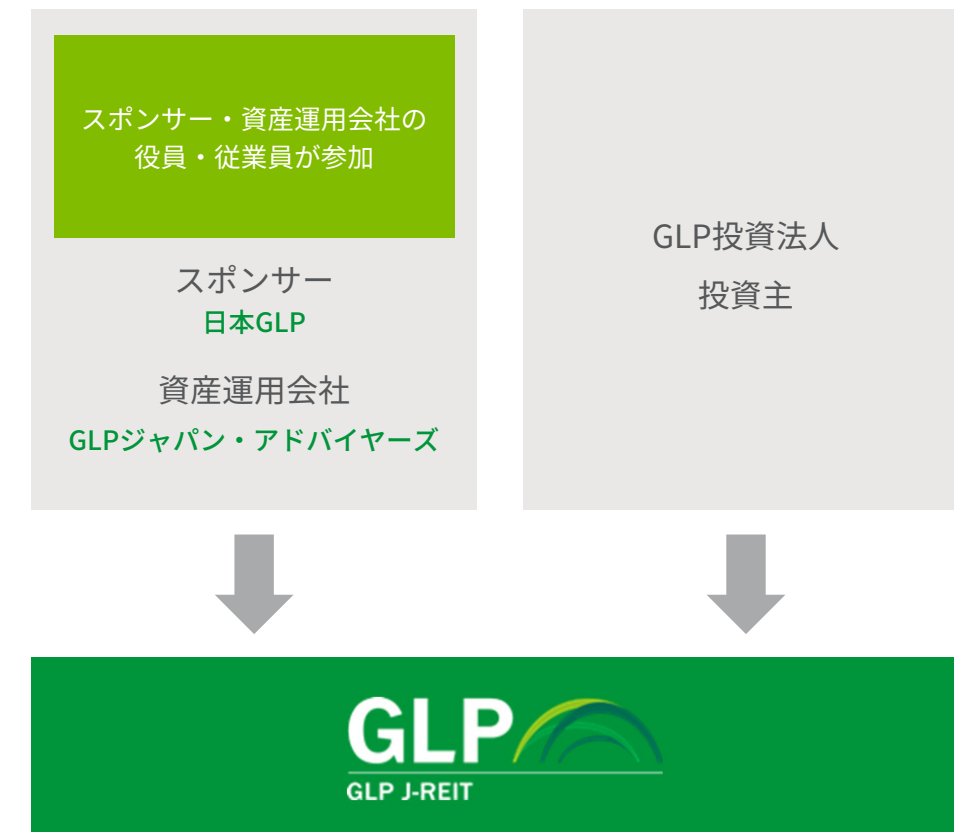 スポンサー・資産運用会社の
役員・従業員が参加
スポンサー
日本GLP
資産運用会社
GLPジャパン・アドバイヤーズ
GLP投資法人
投資主
GLP
GLP J-REIT